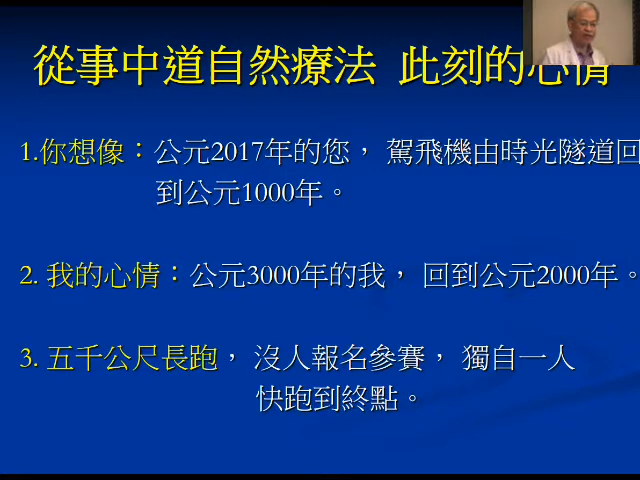 從事中道自然療法 此刻的心情
1.你想像：公元2017年的您， 駕飛機由時光隧道回
到公元1000年。
2. 我的心情：公元3000年的我， 回到公元2000年。
3. 五千公尺長跑， 沒人報名參賽， 獨自一人
快跑到終點。